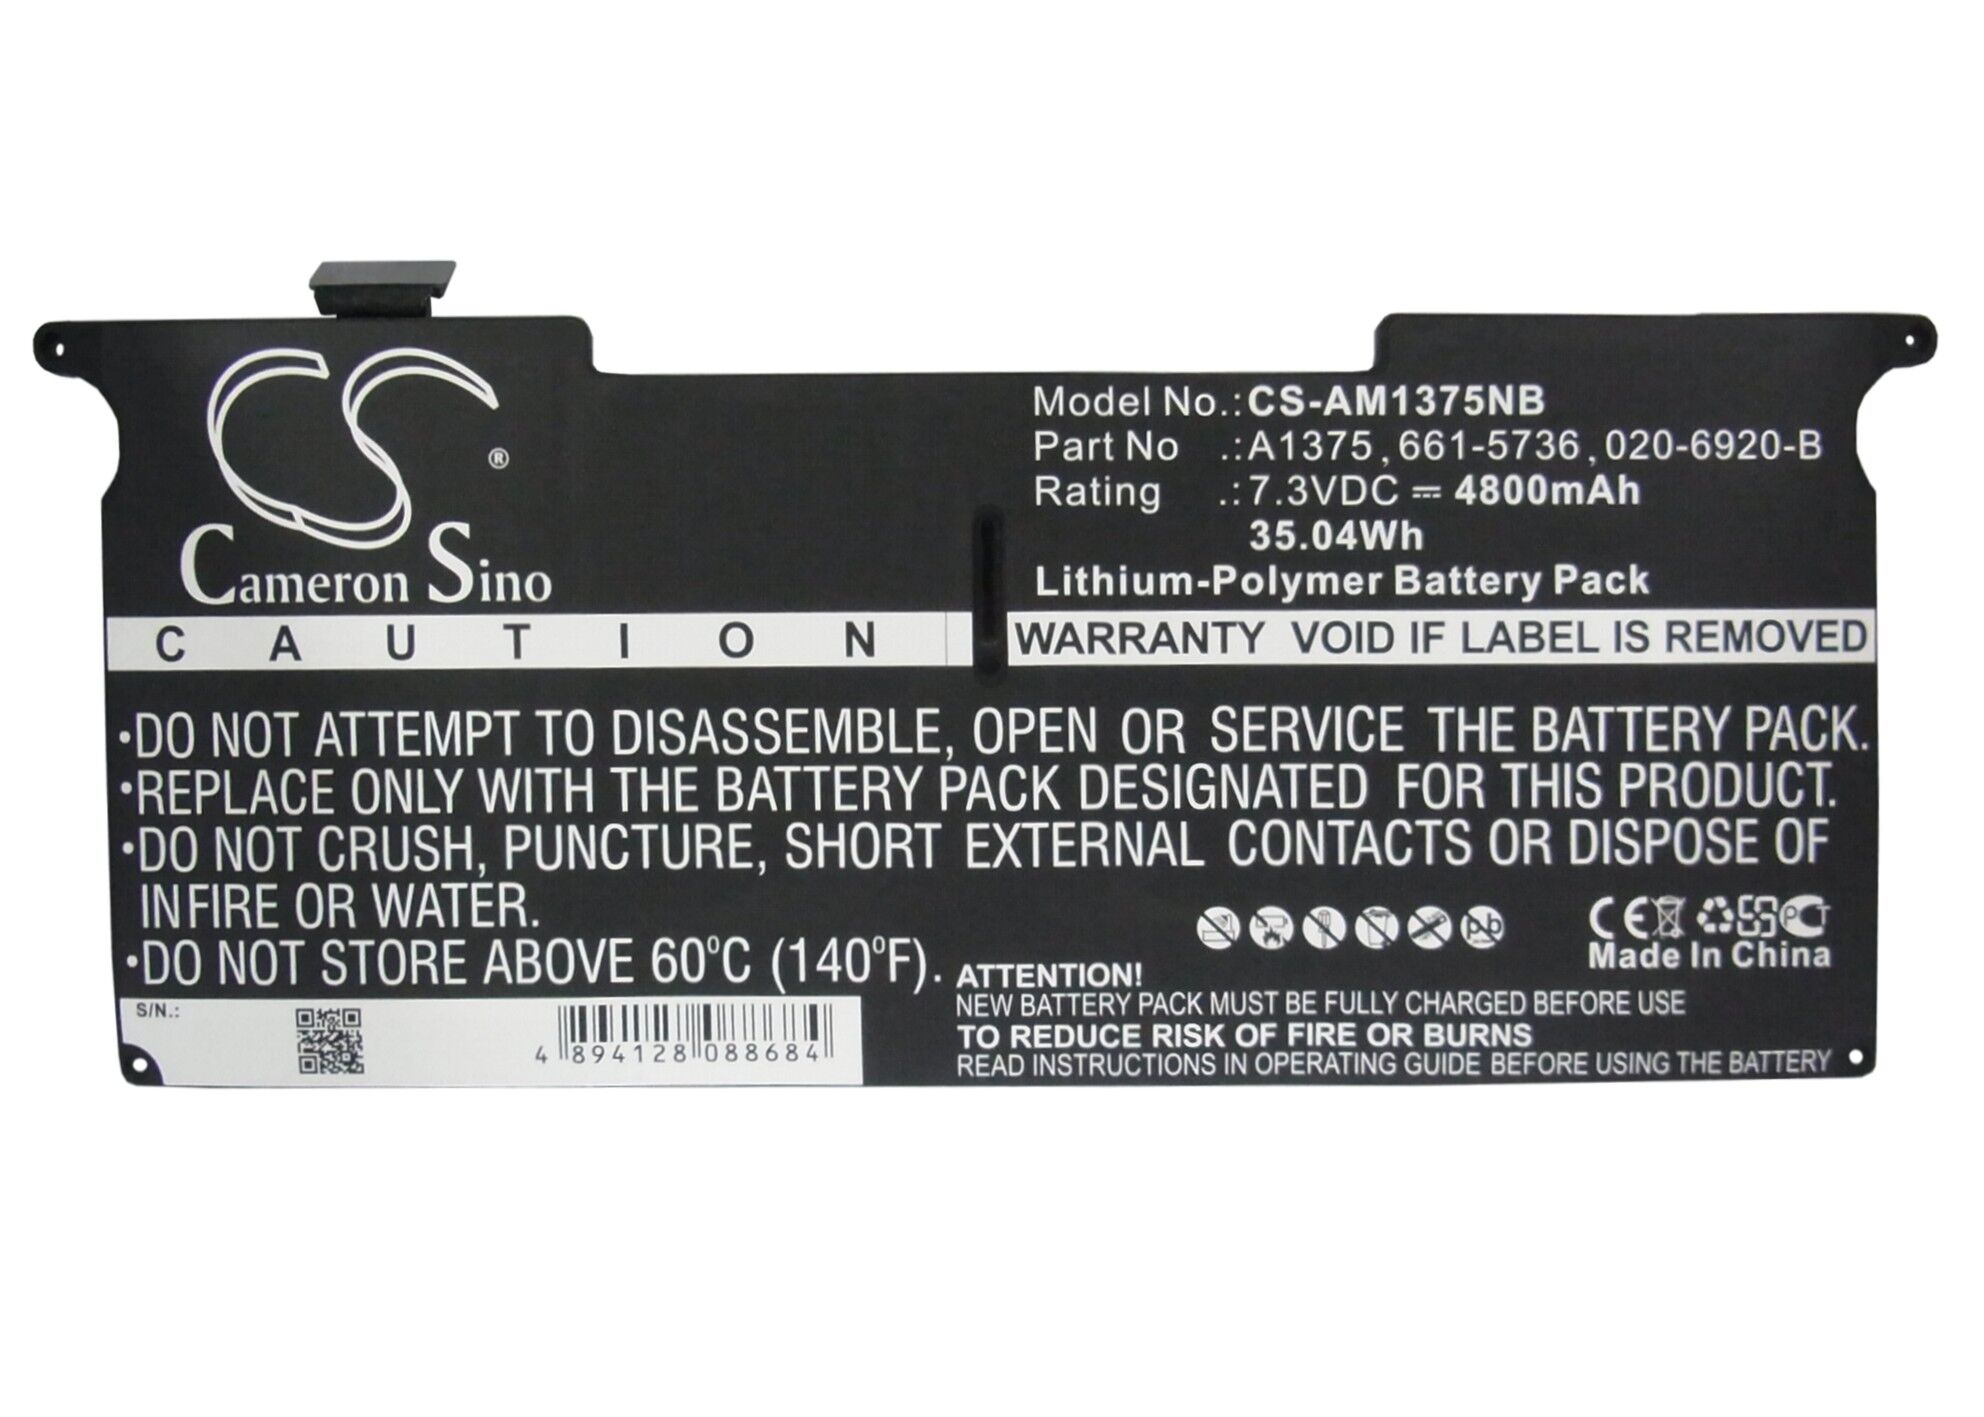 CS®
Cameron Sino
Model No.:CS-AM1375NB
Part No .:A1375,661-5736,020-6920-B
Rating .:7.3VDC ⎓ 4800mAh
35.04Wh
Lithium-Polymer Battery Pack
CAUTION
WARRANTY VOID IF LABEL IS REMOVED
•DO NOT ATTEMPT TO DISASSEMBLE, OPEN OR SERVICE THE BATTERY PACK.
•REPLACE ONLY WITH THE BATTERY PACK DESIGNATED FOR THIS PRODUCT.
•DO NOT CRUSH, PUNCTURE, SHORT EXTERNAL CONTACTS OR DISPOSE OF
INFIRE OR WATER.
•DO NOT STORE ABOVE 60°C (140°F).
pb
CE PCT
Made In China
ATTENTION!
NEW BATTERY PACK MUST BE FULLY CHARGED BEFORE USE
TO REDUCE RISK OF FIRE OR BURNS
READ INSTRUCTIONS IN OPERATING GUIDE BEFORE USING THE BATTERY
S/N.:
4 894128 088684